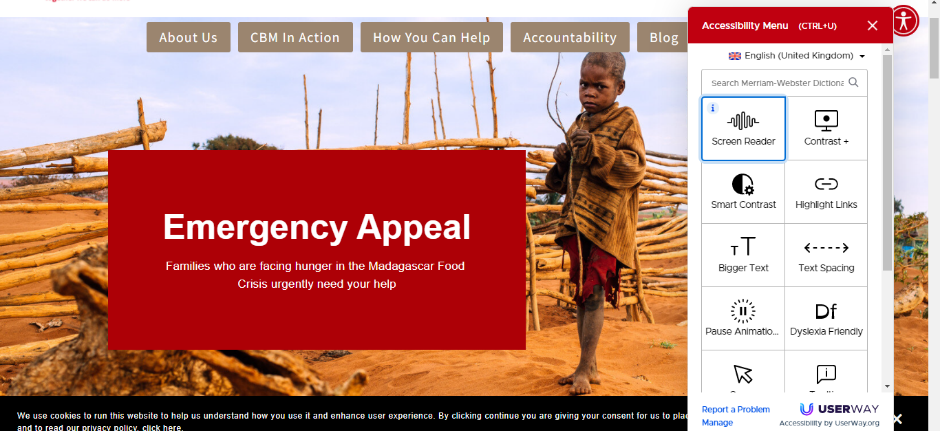 About Us
CBM In Action
How You Can Help
Accountability
Blog
Emergency Appeal
Families who are facing hunger in the Madagascar Food
Crisis urgently need your help
Accessibility Menu (CTRL+U)
English (United Kingdom)
Search Merriam-Webster Dictiona
Screen Reader
Contrast +
Smart Contrast
Highlight Links
Bigger Text
Text Spacing
Pause Animatio...
Df
Dyslexia Friendly
Report a Problem
Manage
USERWAY
Accessibility by UserWay.org
We use cookies to run this website to help us understand how you use it and enhance user experience. By clicking continue you are giving your consent for us to plac
and to read our privacy policy, click here.